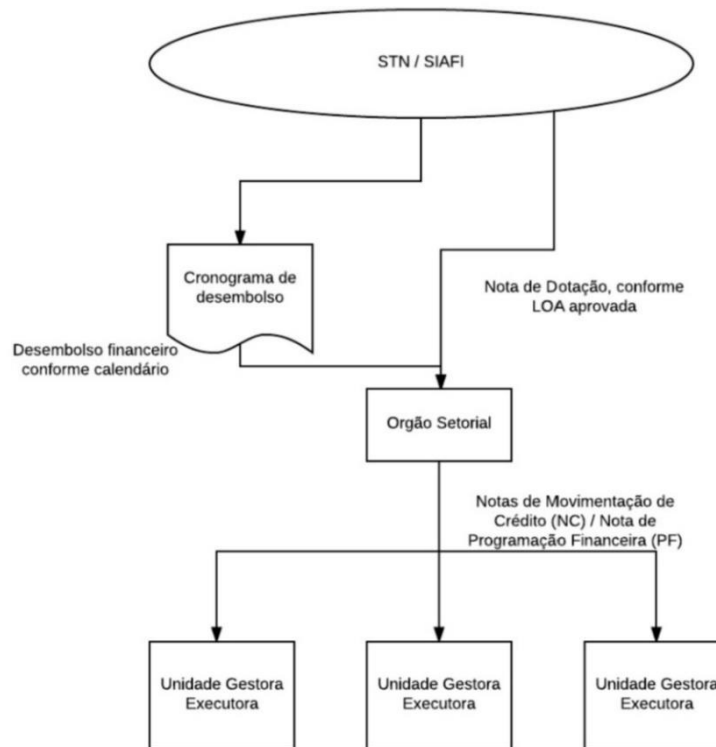 STN / SIAFI
Cronograma de
desembolso
Nota de Dotação, conforme
LOA aprovada
Desembolso financeiro
conforme calendário
Orgão Setorial
Notas de Movimentação de
Crédito (NC) / Nota de
Programação Financeira (PF)
Unidade Gestora
Executora
Unidade Gestora
Executora
Unidade Gestora
Executora